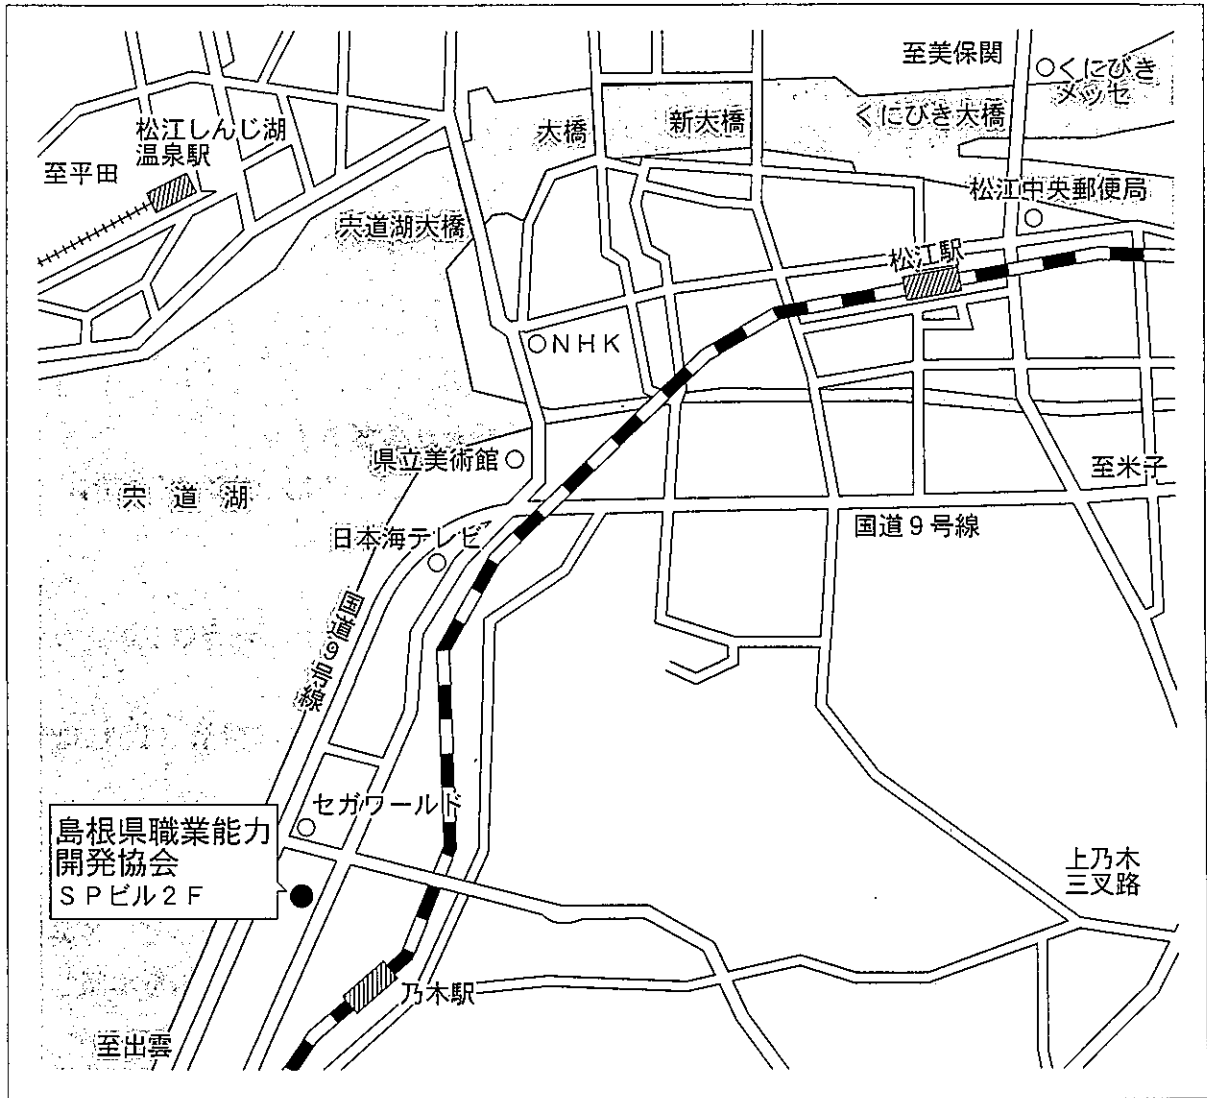 至美保関
くにびき
メッセ
大橋
新大橋
くにびき大橋
松江しんじ湖
温泉駅
至平田
松江中央郵便局
宍道湖大橋
松江駅
NHK
県立美術館
至米子
宍道湖
国道9号線
日本海テレビ
国道9号線
セガワールド
島根県職業能力
開発協会
SPビル2F
上乃木
三叉路
乃木駅
至出雲